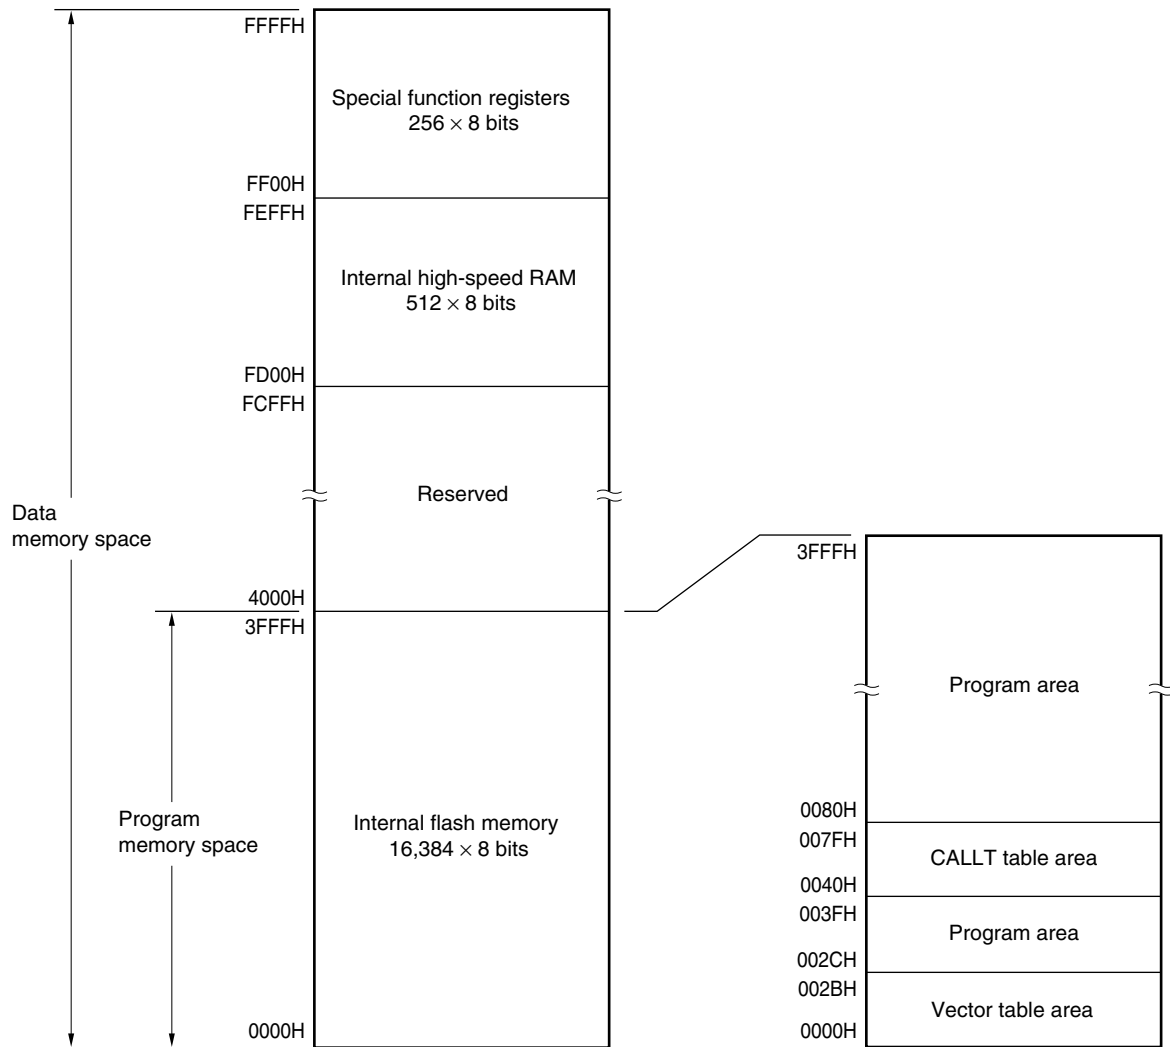 FFFFH
Special function registers
256 × 8 bits
FF00H
FEFFH
Internal high-speed RAM
512 × 8 bits
FD00H
FCFFH
Reserved
Data
memory space
4000H
3FFFH
Program
memory space
Internal flash memory
16,384 × 8 bits
0000H
3FFFH
Program area
0080H
007FH
CALLT table area
0040H
003FH
Program area
002CH
002BH
Vector table area
0000H